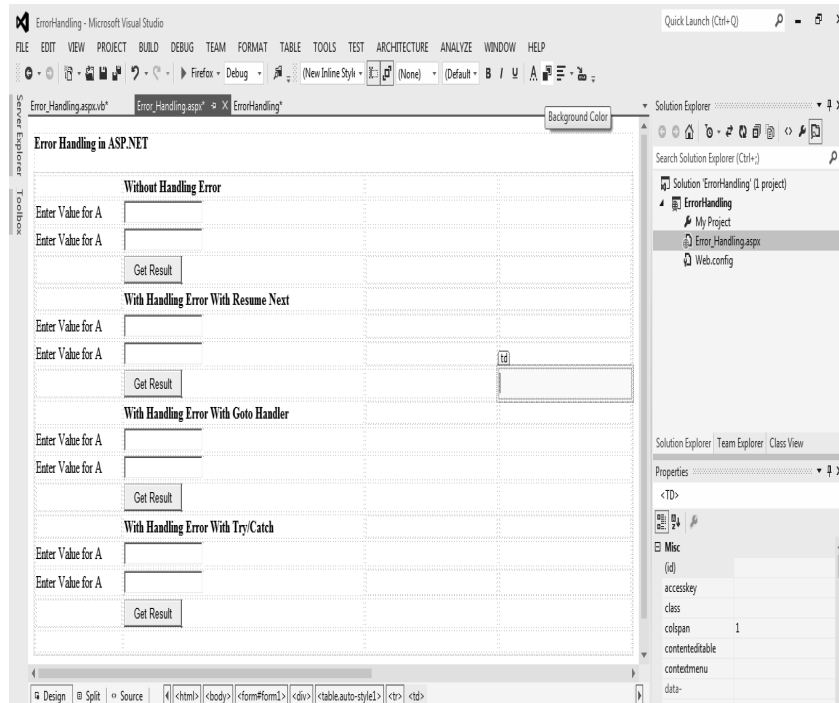 ErrorHandling - Microsoft Visual Studio
Quick Launch (Ctrl+Q)
FILE EDIT VIEW PROJECT BUILD DEBUG TEAM FORMAT TABLE TOOLS TEST ARCHITECTURE ANALYZE WINDOW HELP
Firefox - Debug (New Inline Style (None) (Default B I U A
Background Color
Server Explorer
Toolbox
Error_Handling.aspx.vb* Error_Handling.aspx* ErrorHandling*
Error Handling in ASP.NET
Without Handling Error
Enter Value for A
Enter Value for A
Get Result
With Handling Error With Resume Next
Enter Value for A
Enter Value for A
td
Get Result
With Handling Error With Goto Handler
Enter Value for A
Enter Value for A
Get Result
With Handling Error With Try/Catch
Enter Value for A
Enter Value for A
Get Result
Design Split Source <html> <body> <form#form1> <div> <table.auto-style1> <tr> <td>
Solution Explorer
Search Solution Explorer (Ctrl+;)
Solution 'ErrorHandling' (1 project)
ErrorHandling
My Project
Error_Handling.aspx
Web.config
Solution Explorer Team Explorer Class View
Properties
<TD>
Misc
(id)
accesskey
class
colspan 1
contenteditable
contextmenu
data-